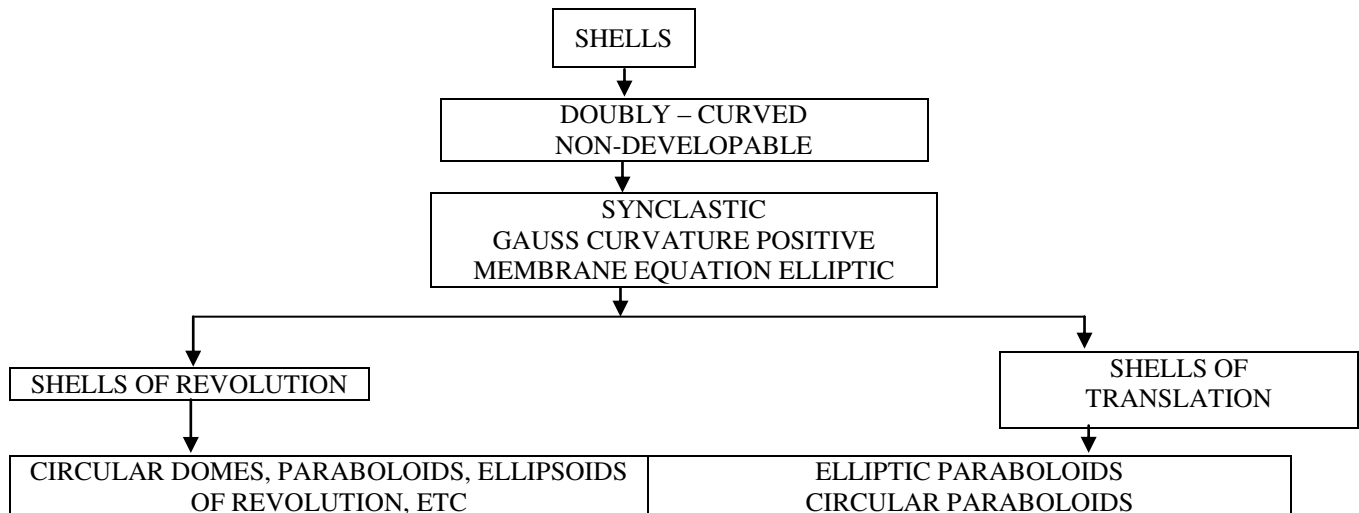 SHELLS
DOUBLY – CURVED
NON-DEVELOPABLE
SYNCLASTIC
GAUSS CURVATURE POSITIVE
MEMBRANE EQUATION ELLIPTIC
SHELLS OF REVOLUTION
SHELLS OF
TRANSLATION
CIRCULAR DOMES, PARABOLOIDS, ELLIPSOIDS
OF REVOLUTION, ETC
ELLIPTIC PARABOLOIDS
CIRCULAR PARABOLOIDS